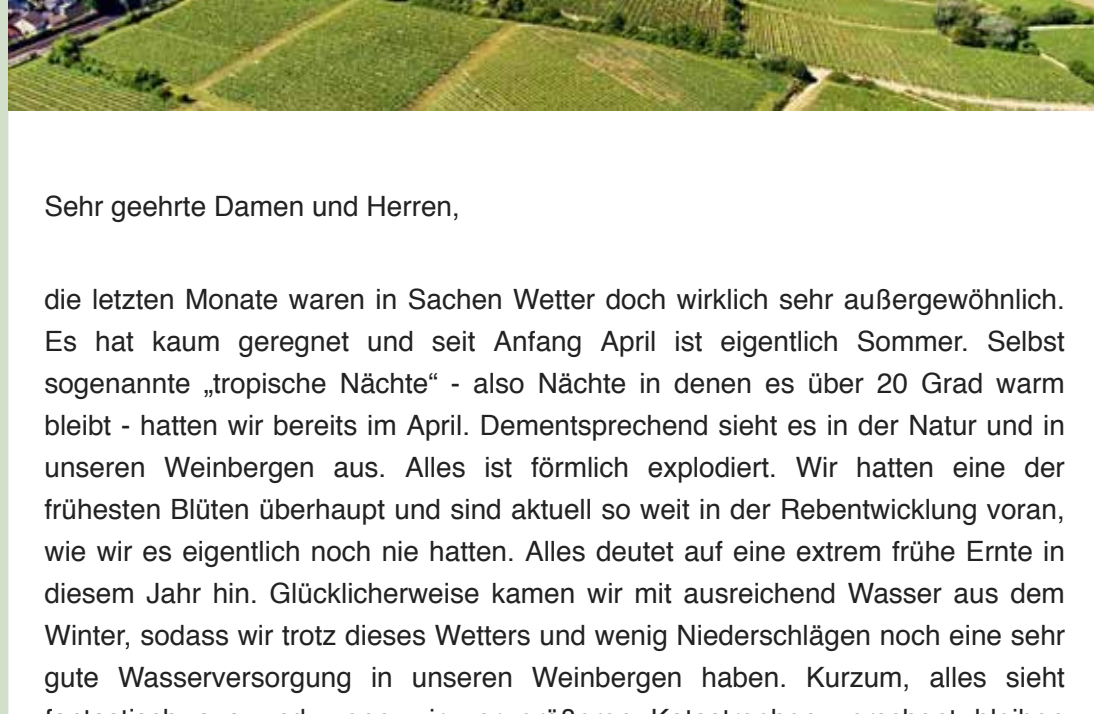 Sehr geehrte Damen und Herren,
die letzten Monate waren in Sachen Wetter doch wirklich sehr außergewöhnlich.
Es hat kaum geregnet und seit Anfang April ist eigentlich Sommer. Selbst
sogenannte „tropische Nächte“ - also Nächte in denen es über 20 Grad warm
bleibt - hatten wir bereits im April. Dementsprechend sieht es in der Natur und in
unseren Weinbergen aus. Alles ist förmlich explodiert. Wir hatten eine der
frühesten Blüten überhaupt und sind aktuell so weit in der Rebentwicklung voran,
wie wir es eigentlich noch nie hatten. Alles deutet auf eine extrem frühe Ernte in
diesem Jahr hin. Glücklicherweise kamen wir mit ausreichend Wasser aus dem
Winter, sodass wir trotz dieses Wetters und wenig Niederschlägen noch eine sehr
gute Wasserversorgung in unseren Weinbergen haben. Kurzum, alles sieht